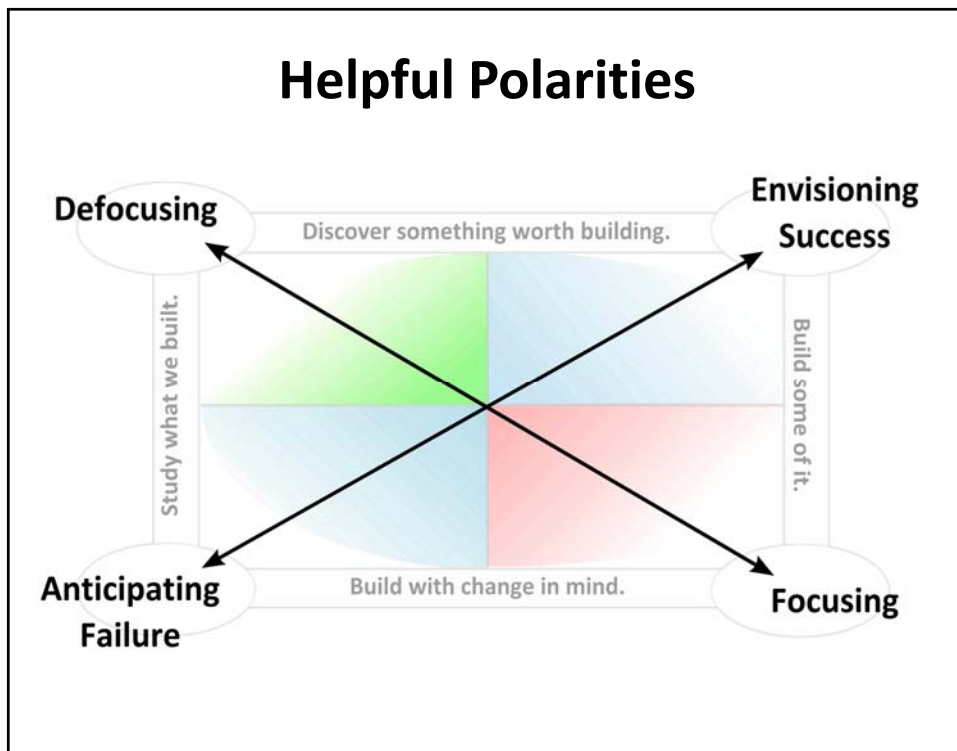 Helpful Polarities
Defocusing
Discover something worth building.
Envisioning
Success
Study what we built.
Build some of it.
Anticipating
Failure
Build with change in mind.
Focusing